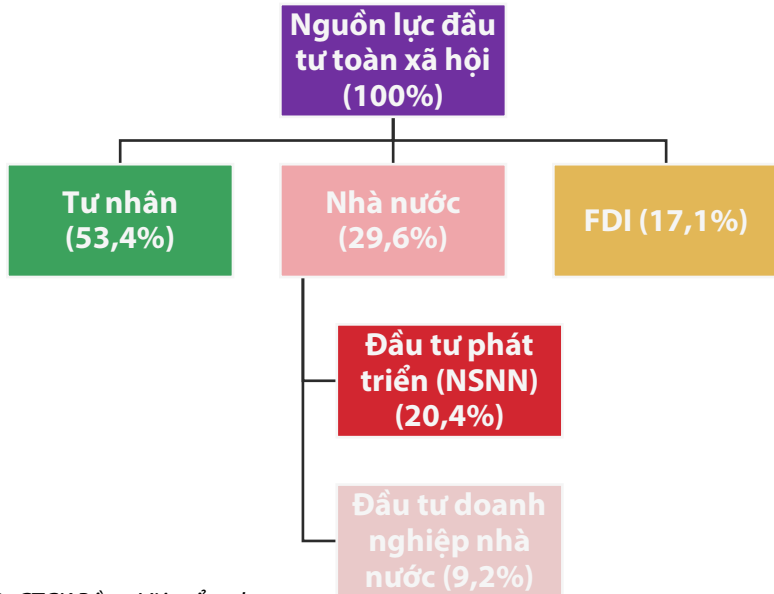 Nguồn lực đầu
tư toàn xã hội
(100%)
Tư nhân
(53,4%)
Nhà nước
(29,6%)
FDI (17,1%)
Đầu tư phát
triển (NSNN)
(20,4%)
Đầu tư doanh
nghiệp nhà
nước (9,2%)